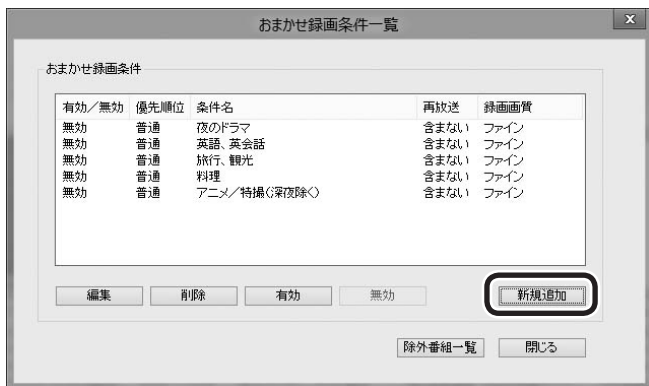 おまかせ録画条件一覧
x
おまかせ録画条件
有効／無効 優先順位 条件名 再放送 録画画質
無効 普通 夜のドラマ 含まない ファイン
無効 普通 英語、英会話 含まない ファイン
無効 普通 旅行、観光 含まない ファイン
無効 普通 料理 含まない ファイン
無効 普通 アニメ／特撮(深夜除く) 含まない ファイン
編集 削除 有効 無効 新規追加
除外番組一覧 閉じる